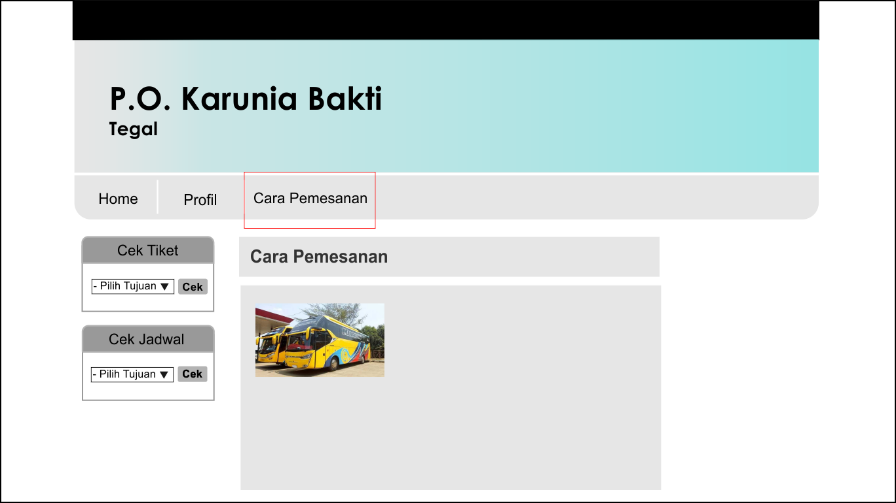 P.O. Karunia Bakti
Tegal
Home
Profil
Cara Pemesanan
Cek Tiket
- Pilih Tujuan ▼
Cek
Cek Jadwal
- Pilih Tujuan ▼
Cek
Cara Pemesanan